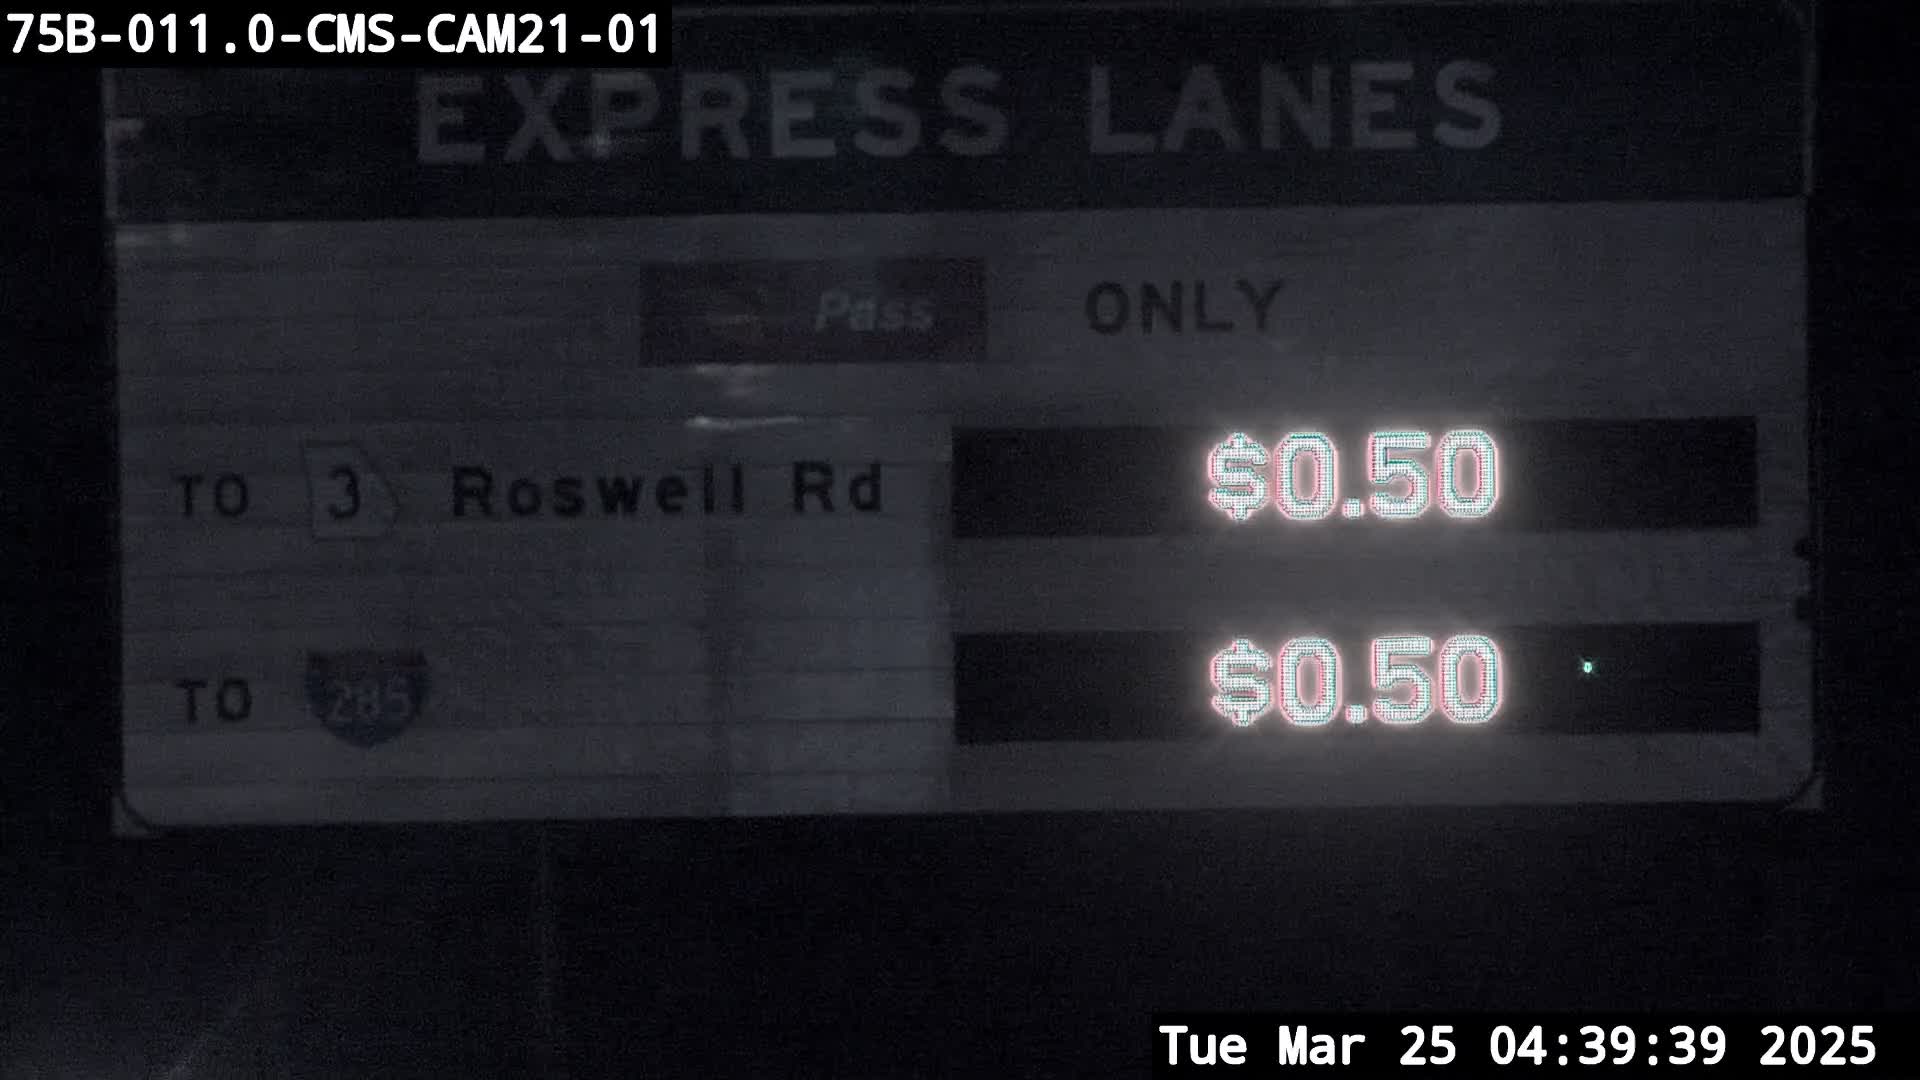 75B-011.0-CMS-CAM21-01
EXPRESS LANES
Pass ONLY
TO 3 Roswell Rd $0.50
TO 285 $0.50
Tue Mar 25 04:39:39 2025